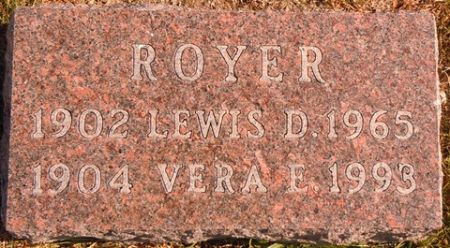 ROYER
1902 LEWIS D. 1965
1904 VERA E. 1993